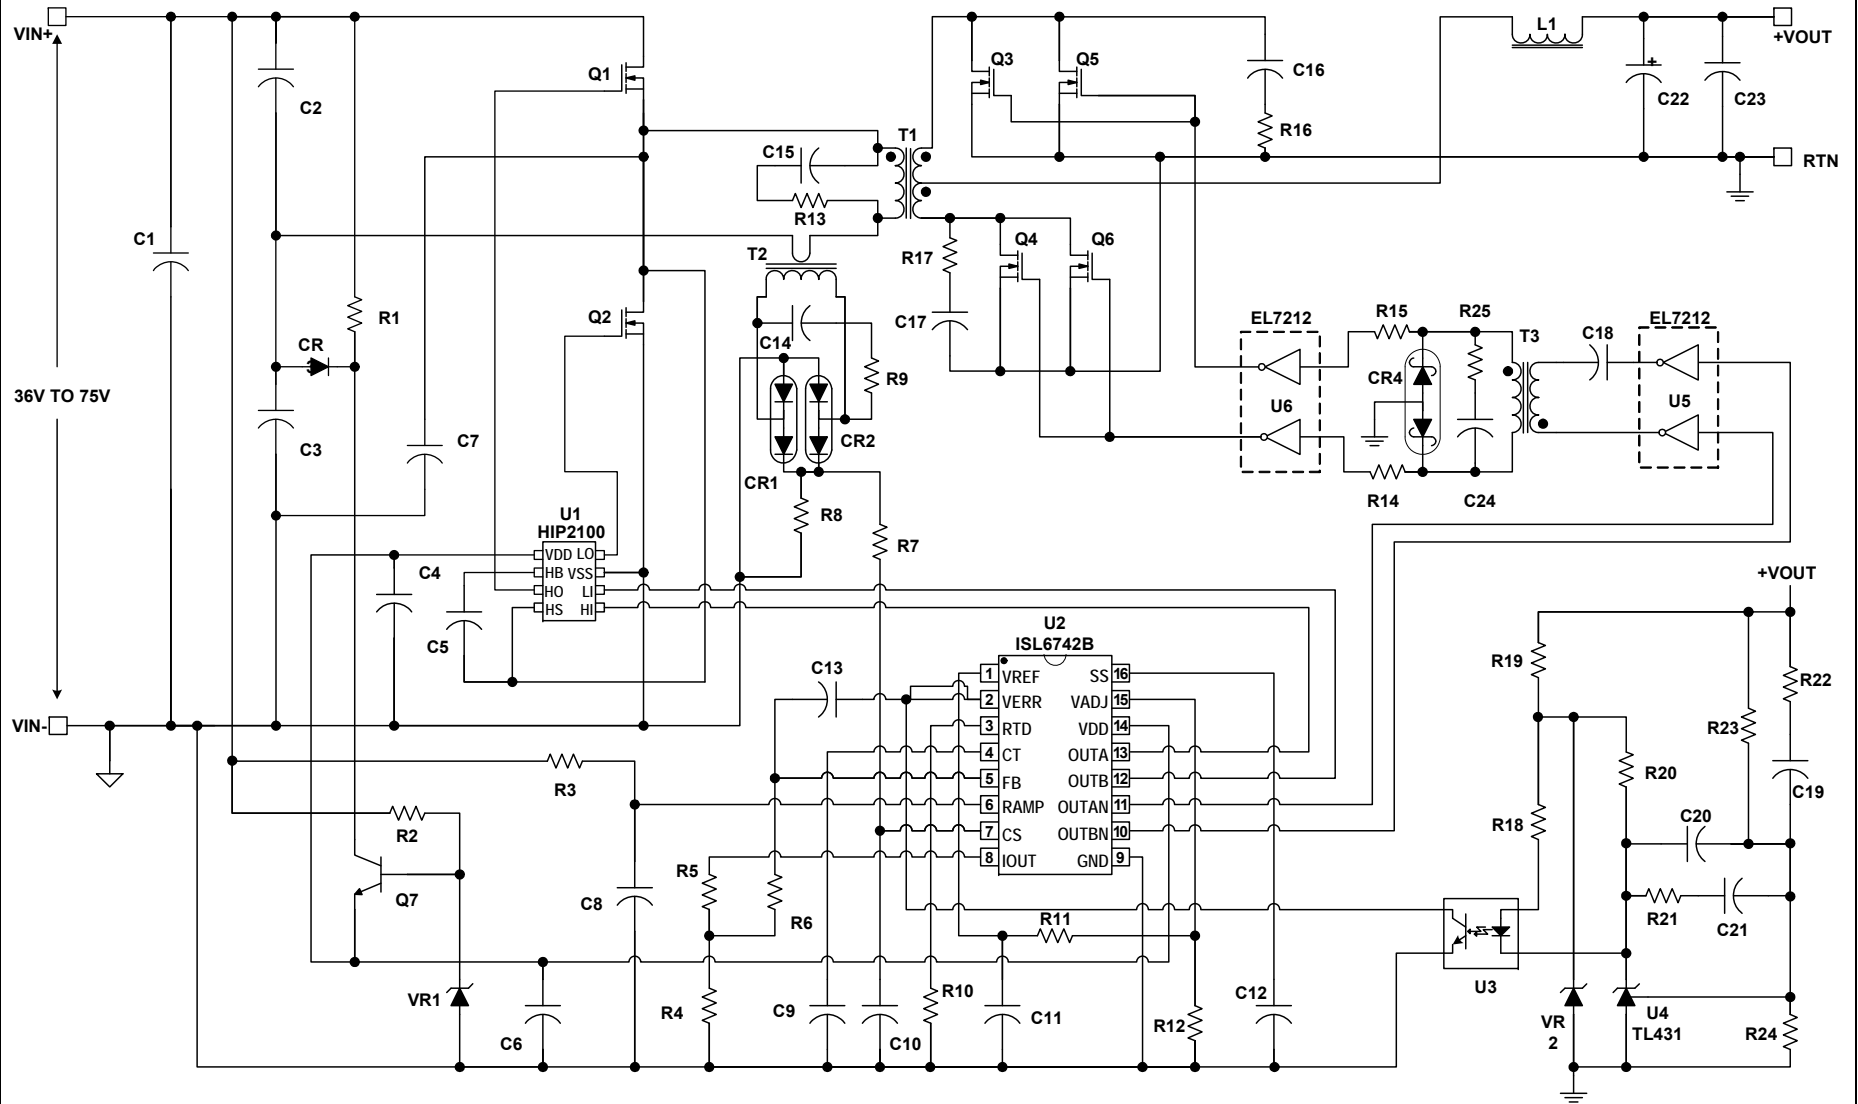 VIN+
36V TO 75V
VIN-
C1
C2
C3
CR
R1
C7
Q1
Q2
C15
R13
T1
T2
C14
R9
CR1
CR2
R8
R7
Q3
Q5
C16
R16
L1
+VOUT
C22
+
C23
RTN
R17
C17
Q4
Q6
EL7212
U6
R15
R25
CR4
R14
C24
T3
C18
EL7212
U5
U1
HIP2100
VDD LO
HB VSS
HO LI
HS HI
C4
C5
R3
R2
Q7
VR1
C6
C8
R5
R4
R6
C13
C9
C10
R10
C11
R11
R12
C12
U2
ISL6742B
1 VREF SS 16
2 VERR VADJ 15
3 RTD VDD 14
4 CT OUTA 13
5 FB OUTB 12
6 RAMP OUTAN 11
7 CS OUTBN 10
8 IOUT GND 9
+VOUT
R19
R22
R23
R20
C19
R18
C20
R21
C21
U3
VR
2
U4
TL431
R24